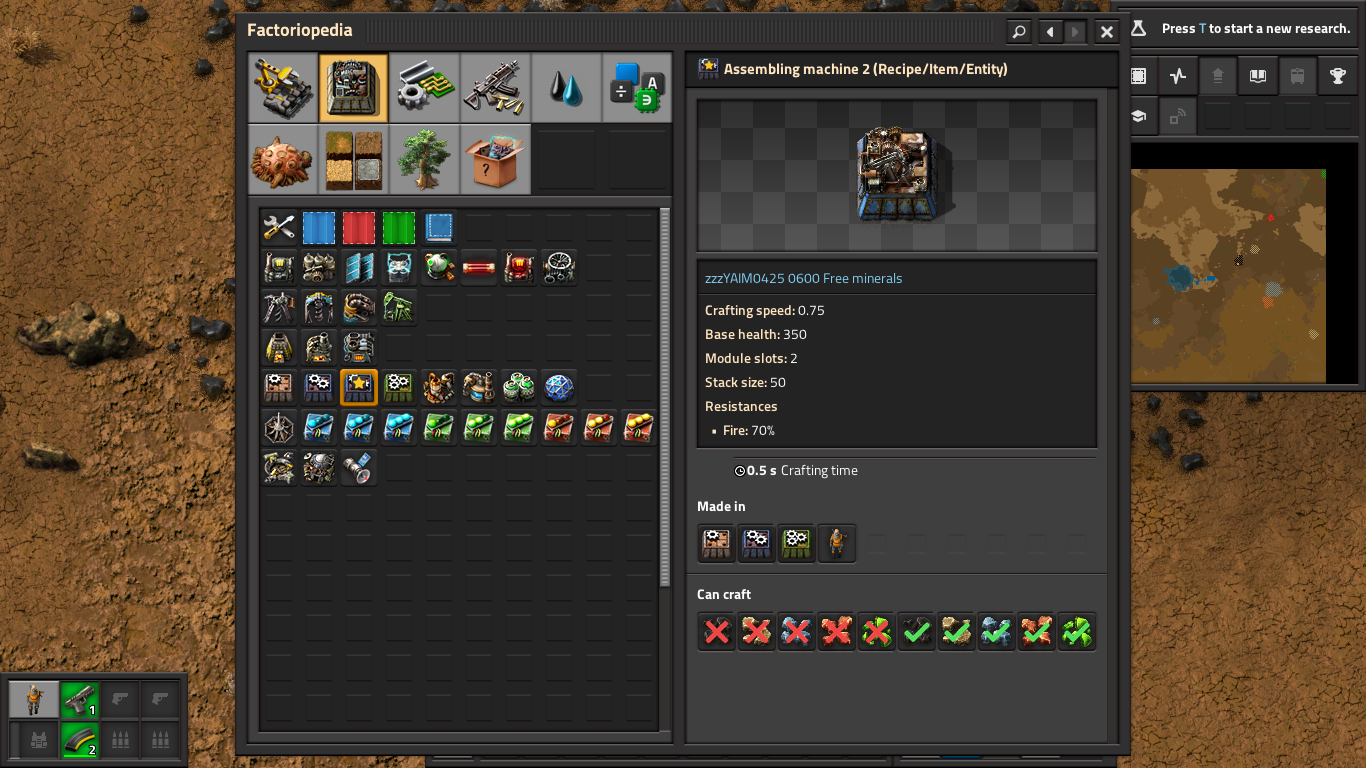 Factoriopedia
Press T to start a new research.
?
÷
A
Assembling machine 2 (Recipe/Item/Entity)
zzzYAIM0425 0600 Free minerals
Crafting speed: 0.75
Base health: 350
Module slots: 2
Stack size: 50
Resistances
• Fire: 70%
0.5 s Crafting time
Made in
Can craft
1
2